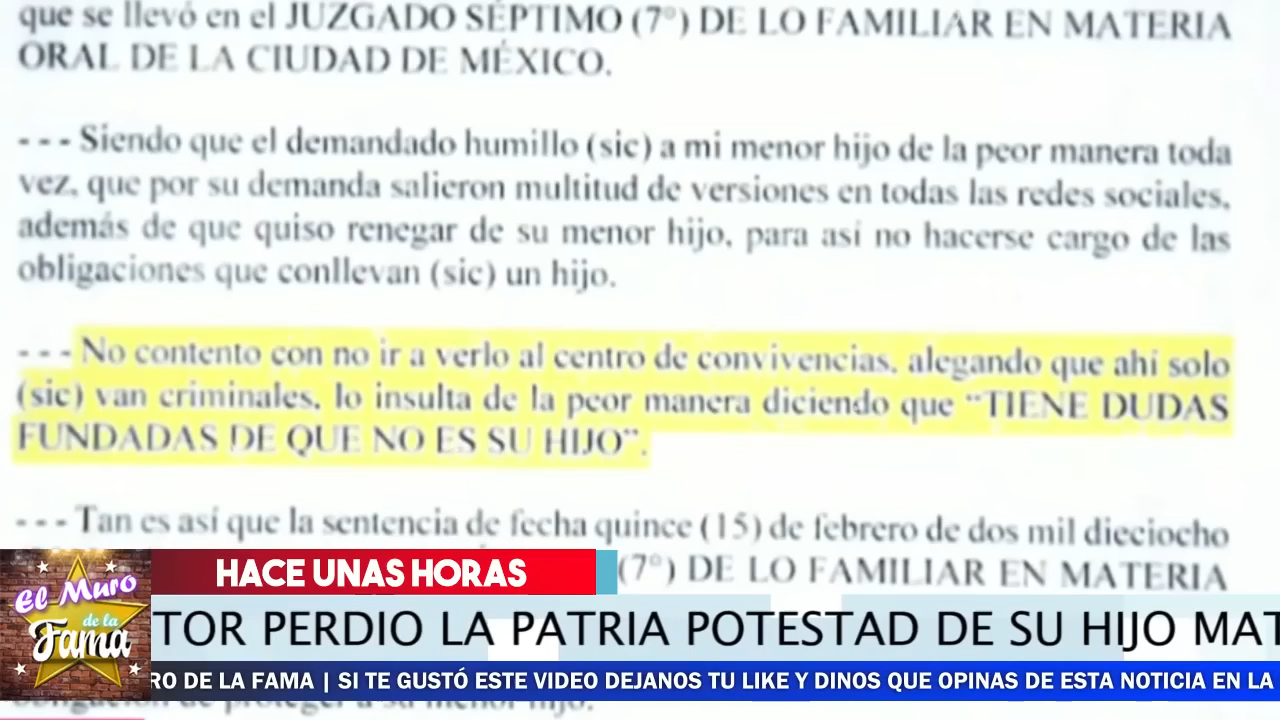 que se llevó en el JUZGADO SÉPTIMO (7°) DE LO FAMILIAR EN MATERIA
ORAL DE LA CIUDAD DE MÉXICO.
- - - Siendo que el demandado humillo (sic) a mi menor hijo de la peor manera toda
vez, que por su demanda salieron multitud de versiones en todas las redes sociales,
además de que quiso renegar de su menor hijo, para así no hacerse cargo de las
obligaciones que conllevan (sic) un hijo.
- - - No contento con no ir a verlo al centro de convivencias, alegando que ahí solo
(sic) van criminales, lo insulta de la peor manera diciendo que “TIENE DUDAS
FUNDADAS DE QUE NO ES SU HIJO”.
- - - Tan es así que la sentencia de fecha quince (15) de febrero de dos mil dieciocho
(7°) DE LO FAMILIAR EN MATERIA
HACE UNAS HORAS
El Muro
de la
Fama
TOR PERDIO LA PATRIA POTESTAD DE SU HIJO MAT
RO DE LA FAMA | SI TE GUSTÓ ESTE VIDEO DEJANOS TU LIKE Y DINOS QUE OPINAS DE ESTA NOTICIA EN LA